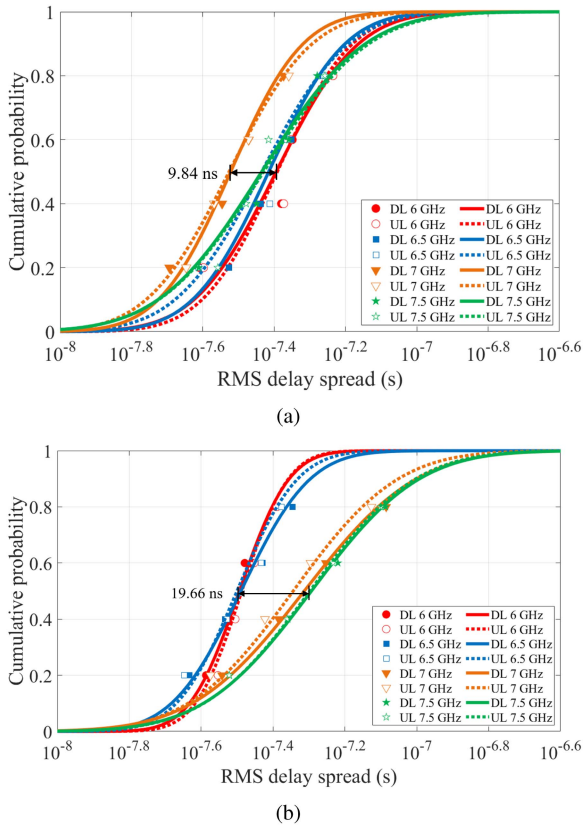 1
0.8
0.6
0.4
0.2
0
Cumulative probability
9.84 ns
DL 6 GHz DL 6 GHz
UL 6 GHz UL 6 GHz
DL 6.5 GHz DL 6.5 GHz
UL 6.5 GHz UL 6.5 GHz
DL 7 GHz DL 7 GHz
UL 7 GHz UL 7 GHz
DL 7.5 GHz DL 7.5 GHz
UL 7.5 GHz UL 7.5 GHz
10⁻⁸ 10⁻⁷·⁸ 10⁻⁷·⁶ 10⁻⁷·⁴ 10⁻⁷·² 10⁻⁷ 10⁻⁶·⁸ 10⁻⁶·⁶
RMS delay spread (s)
(a)
1
0.8
0.6
0.4
0.2
0
Cumulative probability
19.66 ns
DL 6 GHz DL 6 GHz
UL 6 GHz UL 6 GHz
DL 6.5 GHz DL 6.5 GHz
UL 6.5 GHz UL 6.5 GHz
DL 7 GHz DL 7 GHz
UL 7 GHz UL 7 GHz
DL 7.5 GHz DL 7.5 GHz
UL 7.5 GHz UL 7.5 GHz
10⁻⁸ 10⁻⁷·⁸ 10⁻⁷·⁶ 10⁻⁷·⁴ 10⁻⁷·² 10⁻⁷ 10⁻⁶·⁸ 10⁻⁶·⁶
RMS delay spread (s)
(b)